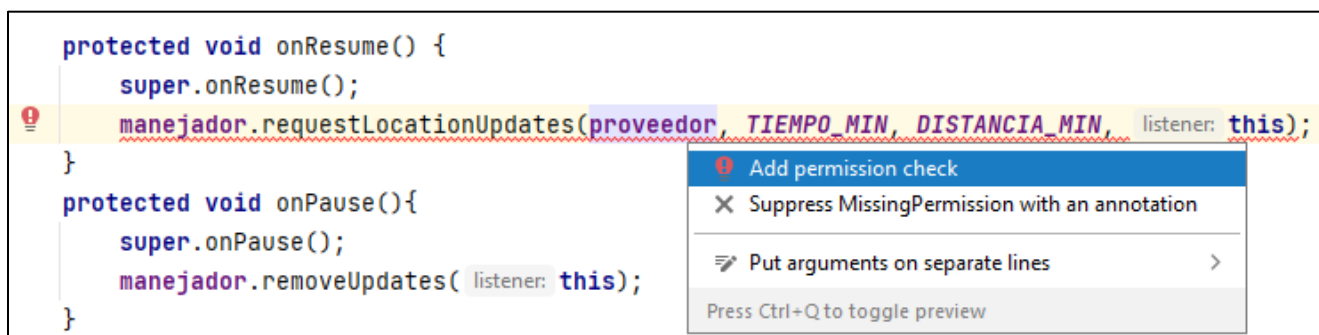 protected void onResume() {
super.onResume();
manejador.requestLocationUpdates(proveedor, TIEMPO_MIN, DISTANCIA_MIN, listener: this);
}
Add permission check
protected void onPause(){
Suppress MissingPermission with an annotation
super.onPause();
Put arguments on separate lines
manejador.removeUpdates( listener: this);
Press Ctrl+Q to toggle preview
}